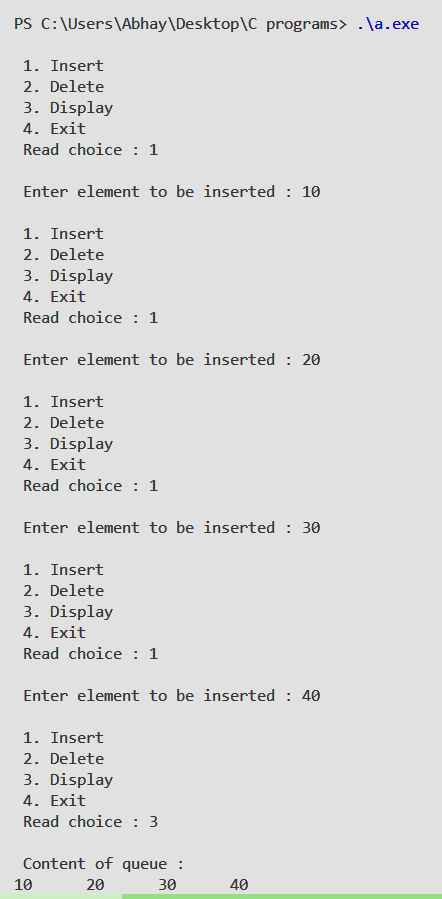 PS C:\Users\Abhay\Desktop\C programs> .\a.exe
1. Insert
2. Delete
3. Display
4. Exit
Read choice : 1
Enter element to be inserted : 10
1. Insert
2. Delete
3. Display
4. Exit
Read choice : 1
Enter element to be inserted : 20
1. Insert
2. Delete
3. Display
4. Exit
Read choice : 1
Enter element to be inserted : 30
1. Insert
2. Delete
3. Display
4. Exit
Read choice : 1
Enter element to be inserted : 40
1. Insert
2. Delete
3. Display
4. Exit
Read choice : 3
Content of queue :
10 20 30 40